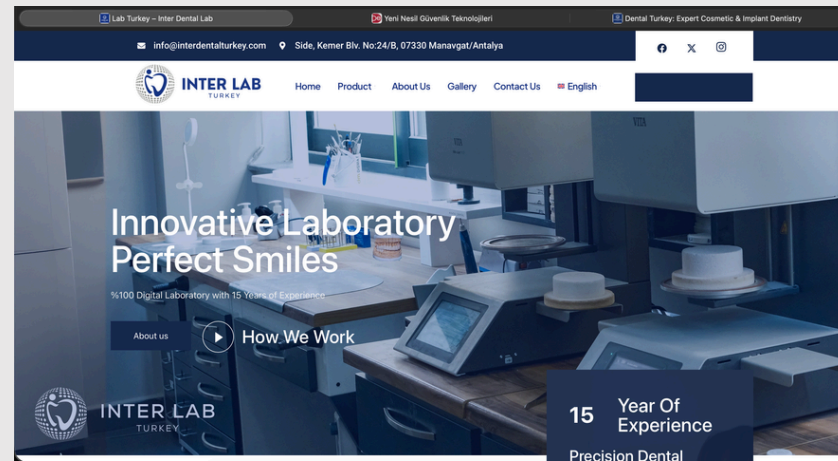 Lab Turkey – Inter Dental Lab
Yeni Nesil Güvenlik Teknolojileri
Dental Turkey: Expert Cosmetic & Implant Dentistry
info@interdentalturkey.com
Side, Kemer Blv. No:24/B, 07330 Manavgat/Antalya
INTER LAB
TURKEY
Home
Product
About Us
Gallery
Contact Us
English
VITA
Innovative Laboratory
Perfect Smiles
%100 Digital Laboratory with 15 Years of Experience
About us
How We Work
INTER LAB
TURKEY
15
Year Of
Experience
Precision Dental